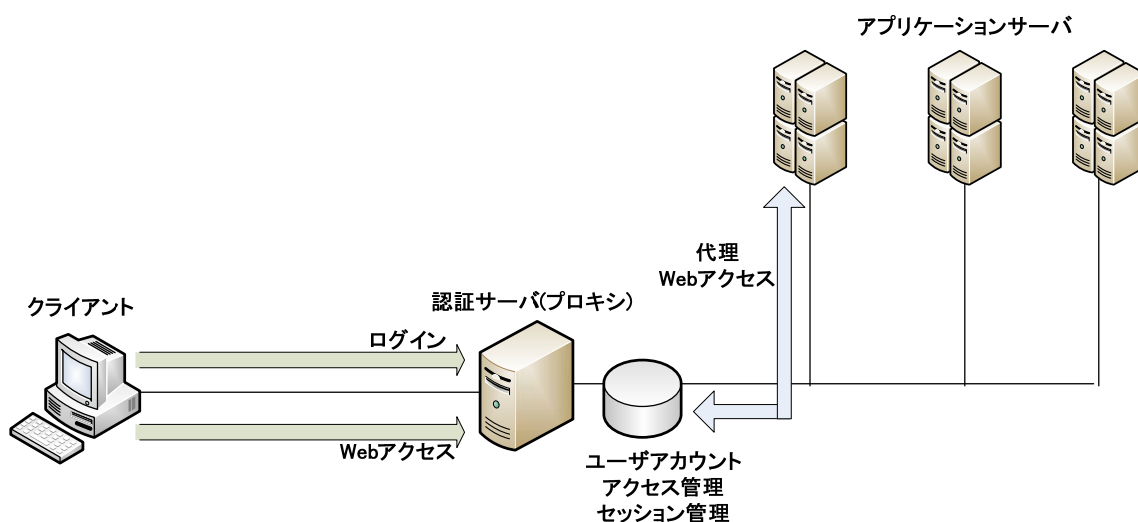 アプリケーションサーバ
代理
Webアクセス
クライアント
認証サーバ(プロキシ)
ログイン
Webアクセス
ユーザアカウント
アクセス管理
セッション管理